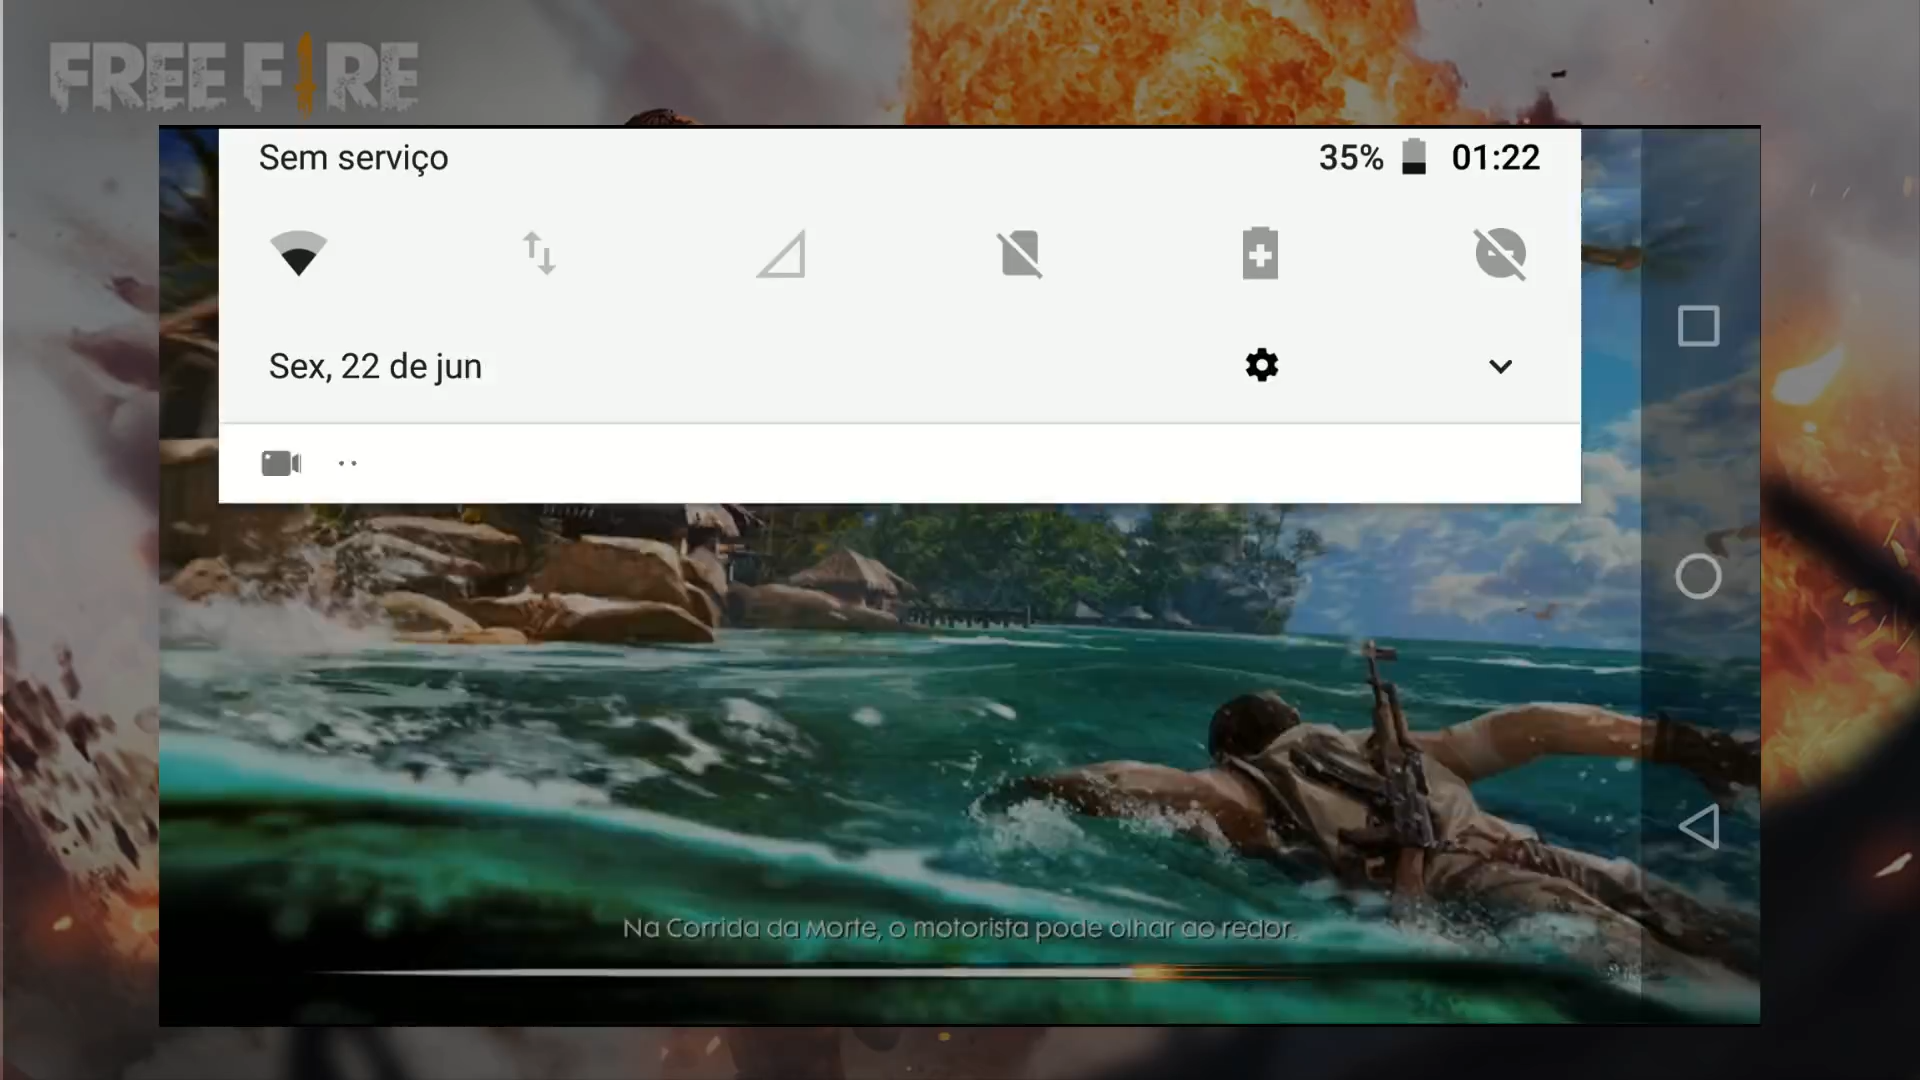 FREE FIRE
Sem serviço
35%
01:22
Sex, 22 de jun
Na Corrida da Morte, o motorista pode olhar ao redor.